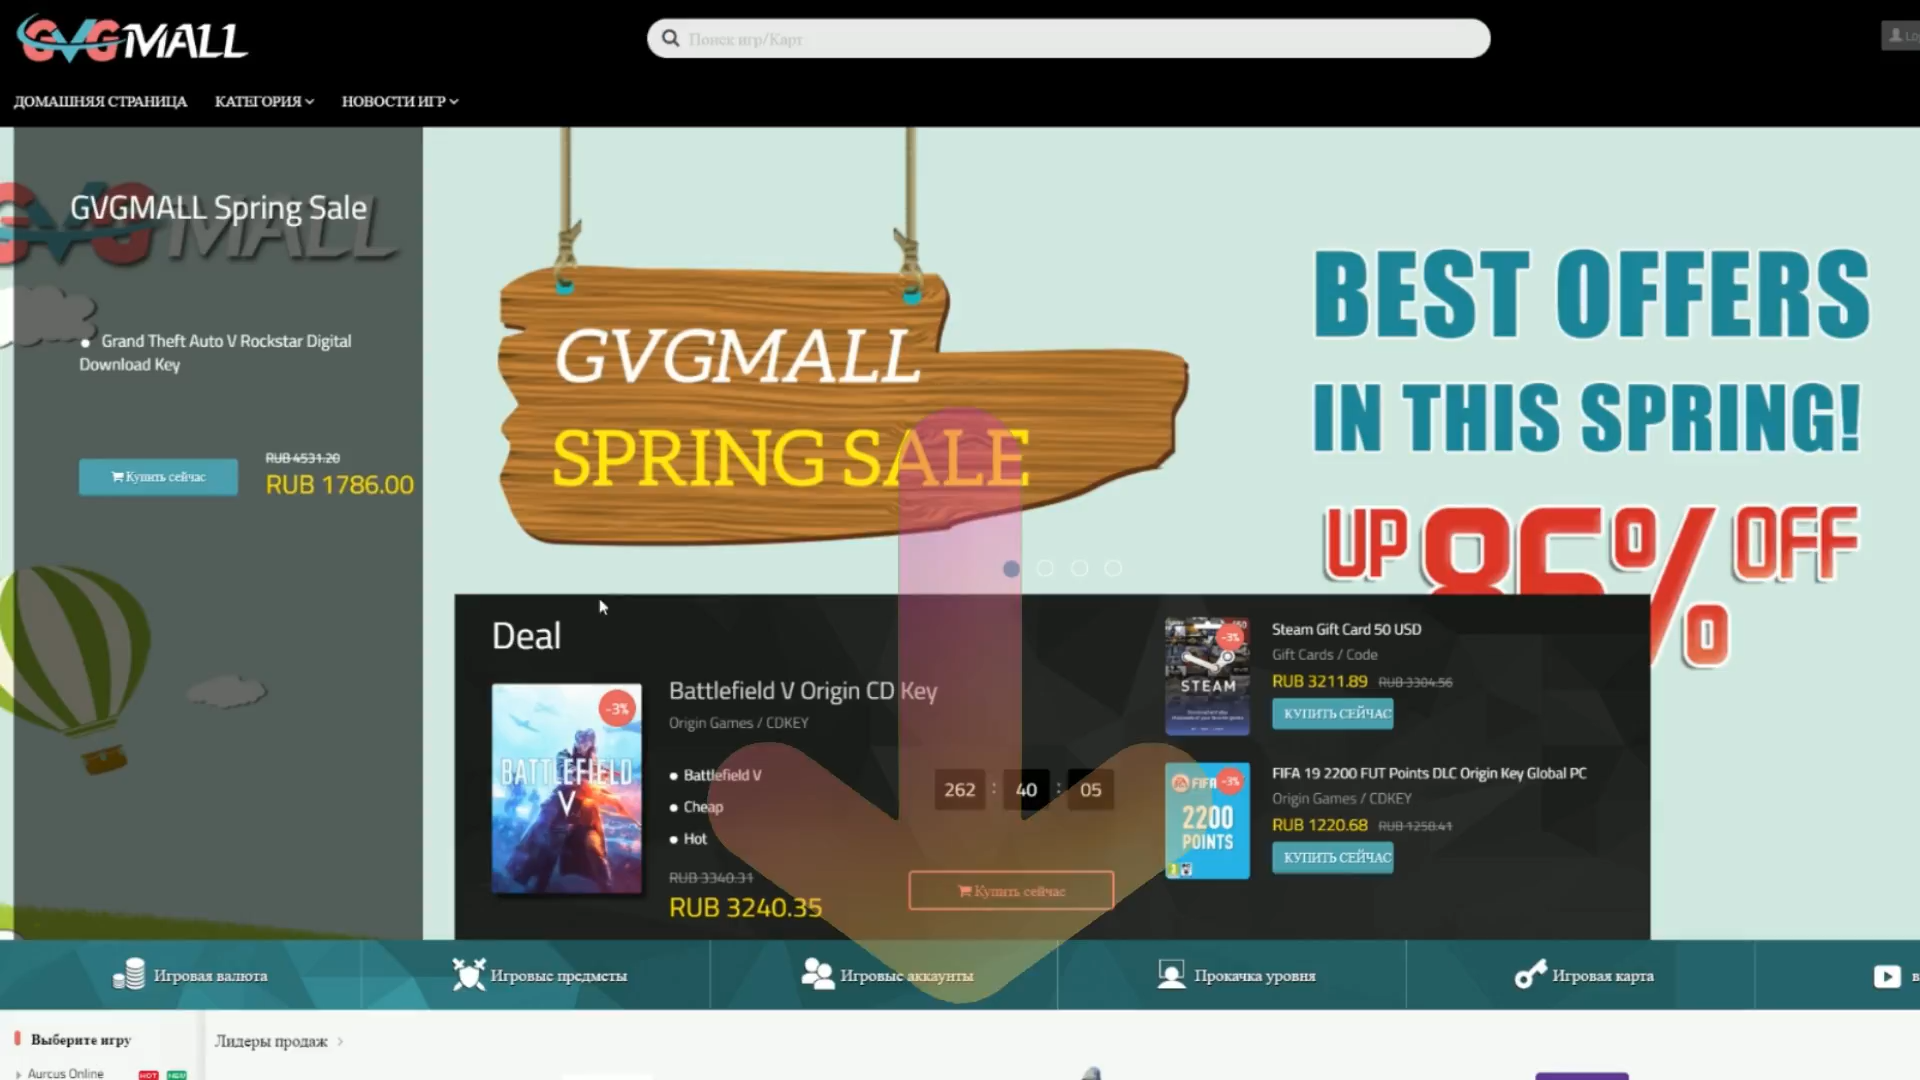 GVGMALL
Поиск игр/Карт
ДОМАШНЯЯ СТРАНИЦА
КАТЕГОРИЯ
НОВОСТИ ИГР
GVGMALL
GVGMALL Spring Sale
Grand Theft Auto V Rockstar Digital
Download Key
Купить сейчас
RUB 4531.20
RUB 1786.00
GVGMALL
SPRING SALE
BEST OFFERS
IN THIS SPRING!
UP 85% OFF
Deal
-3%
BATTLEFIELD
V
Battlefield V Origin CD Key
Origin Games / CDKEY
Battlefield V
Cheap
Hot
262 : 40 : 05
RUB 3340.31
RUB 3240.35
Купить сейчас
-3%
STEAM
Steam Gift Card 50 USD
Gift Cards / Code
RUB 3211.89 RUB 3304.56
КУПИТЬ СЕЙЧАС
FIFA
-3%
2200
POINTS
FIFA 19 2200 FUT Points DLC Origin Key Global PC
Origin Games / CDKEY
RUB 1220.68 RUB 1258.41
КУПИТЬ СЕЙЧАС
Игровая валюта
Игровые предметы
Игровые аккаунты
Прокачка уровня
Игровая карта
Выберите игру
Лидеры продаж
Aurcus Online
HOT
NEW